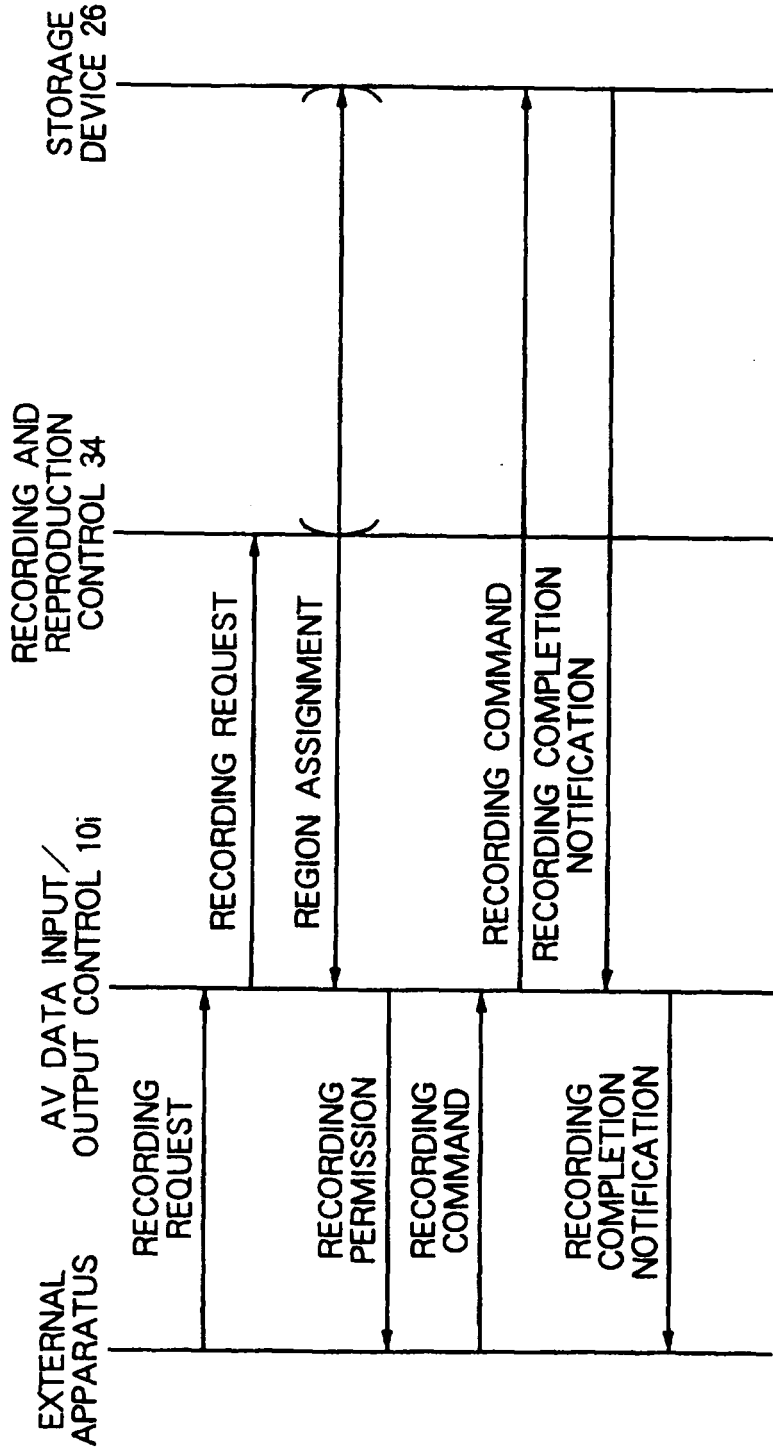 EXTERNAL
APPARATUS
AV DATA INPUT/
OUTPUT CONTROL 10i
RECORDING AND
REPRODUCTION
CONTROL 34
STORAGE
DEVICE 26
RECORDING
REQUEST
RECORDING REQUEST
REGION ASSIGNMENT
RECORDING
PERMISSION
RECORDING
COMMAND
RECORDING COMMAND
RECORDING COMPLETION
NOTIFICATION
RECORDING
COMPLETION
NOTIFICATION